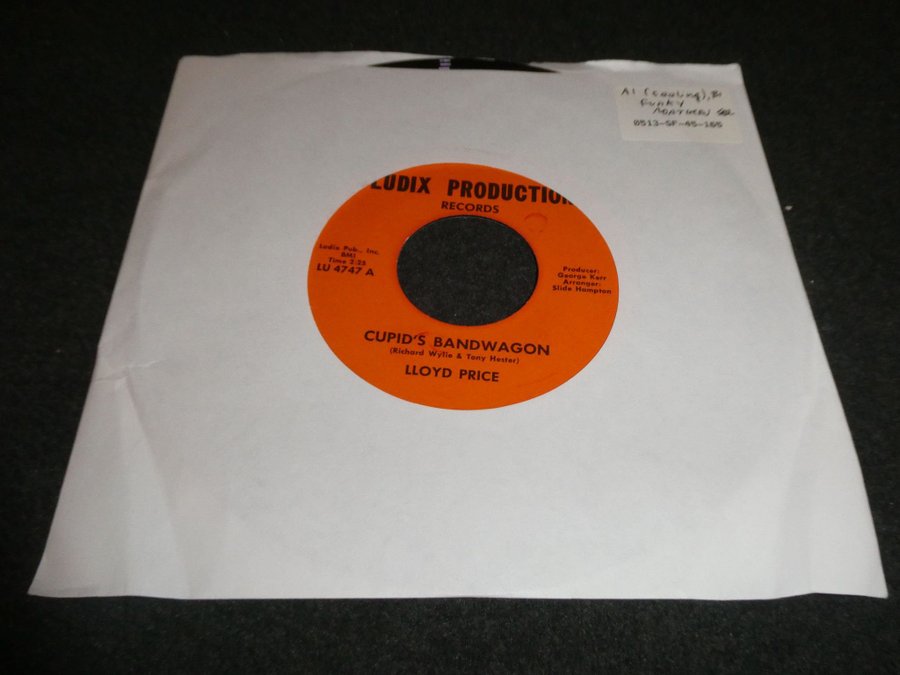 LUDIX PRODUCTION
RECORDS
Ludix Pub., Inc.
BMI
Time 2:25
LU 4747 A
Producer:
George Kerr
Arranger:
Slide Hampton
CUPID'S BANDWAGON
(Richard Wylie & Tony Hester)
LLOYD PRICE
FUNKY
NORTHERN
0513-SF-45-165